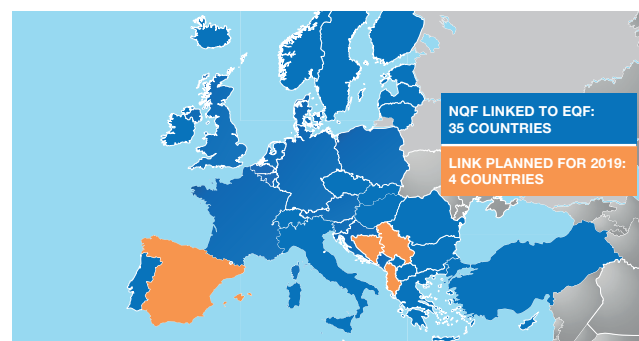 NQF LINKED TO EQF:
35 COUNTRIES
LINK PLANNED FOR 2019:
4 COUNTRIES